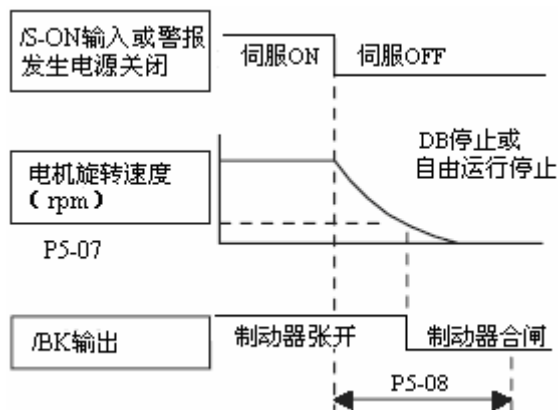 /S-ON输入或警报
发生电源关闭
伺服ON
伺服OFF
DB停止或
自由运行停止
电机旋转速度
（rpm）
P5-07
/BK输出
制动器张开
制动器合闸
P5-08